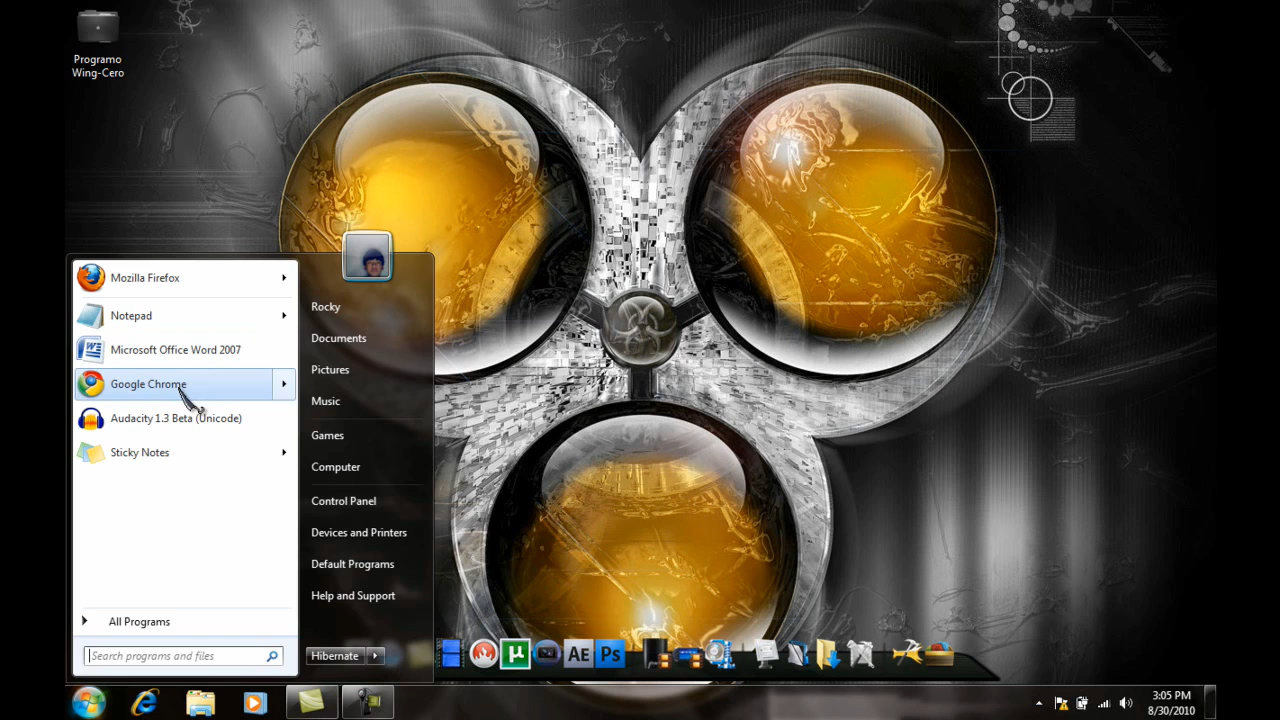 Programo
Wing-Cero
Mozilla Firefox
Notepad
Microsoft Office Word 2007
Google Chrome
Audacity 1.3 Beta (Unicode)
Sticky Notes
All Programs
Search programs and files
Rocky
Documents
Pictures
Music
Games
Computer
Control Panel
Devices and Printers
Default Programs
Help and Support
Hibernate
µ
AE
Ps
3:05 PM
8/30/2010